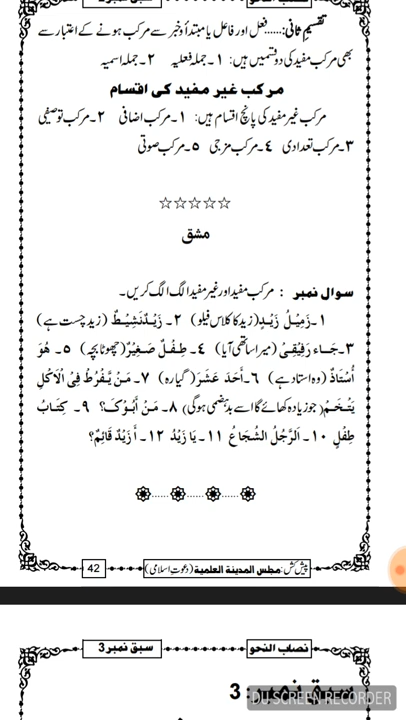 تقسیمِ ثانی:......فعل اور فاعل یا مبتدأ و خبر سے مرکب ہونے کے اعتبار سے
بھی مرکب مفید کی دو قسمیں ہیں: ۱۔ جملہ فعلیہ ۲۔ جملہ اسمیہ
مرکب غیر مفید کی اقسام
مرکب غیر مفید کی پانچ اقسام ہیں: ۱۔ مرکب اضافی ۲۔ مرکب توصیفی
۳۔ مرکب تعدادی ۴۔ مرکب مزجی ۵۔ مرکب صوتی
☆☆☆☆☆
مشق
سوال نمبر : مرکب مفید اور غیر مفید الگ الگ کریں۔
۱۔ زَمِیْلُ زَیْدٍ (زید کا کلاس فیلو) ۲۔ زَیْدٌ نَشِیْطٌ (زید چست ہے)
۳۔ جَاء رَفِیْقِیْ (میرا ساتھی آیا) ۴۔ طِفْلٌ صَغِیْرٌ (چھوٹا بچہ) ۵۔ هُوَ
أُسْتَاذٌ (وہ استاد ہے) ۶۔ أَحَدَ عَشَرَ (گیارہ) ۷۔ مَنْ یَّفْرُطُ فِیْ الْاَکْلِ
یَتْخَمُ (جو زیادہ کھائے گا اسے بدہضمی ہوگی) ۸۔ مَنْ أَبُوْکَ؟ ۹۔ کِتَابُ
طِفْلٍ ۱۰۔ اَلرَّجُلُ الشُّجَاعُ ۱۱۔ یَا زَیْدُ ۱۲۔ أَ زَیْدٌ قَائِمٌ؟
پیش کش: مجلس المدینة العلمیة (دعوتِ اسلامی) 42
نصاب النحو سبق نمبر 3
سبق نمبر: 3
DU SCREEN RECORDER